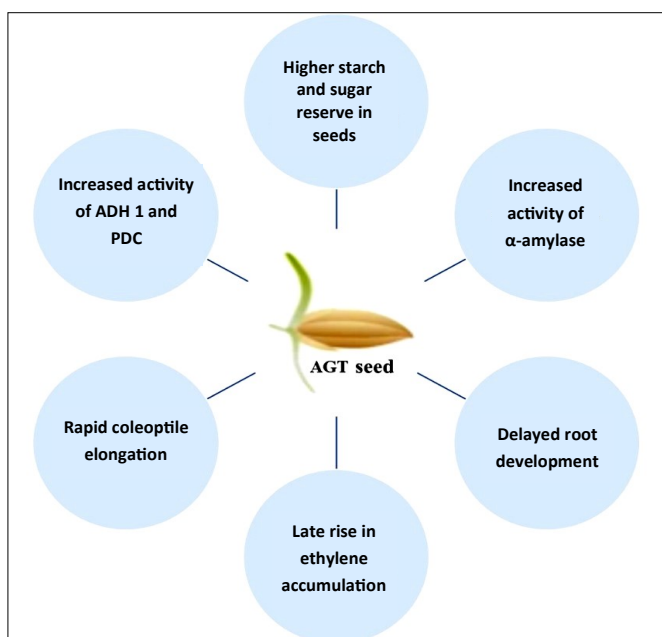 Higher starch
and sugar
reserve in
seeds
Increased activity
of ADH 1 and
PDC
Increased
activity of
α-amylase
AGT seed
Rapid coleoptile
elongation
Delayed root
development
Late rise in
ethylene
accumulation